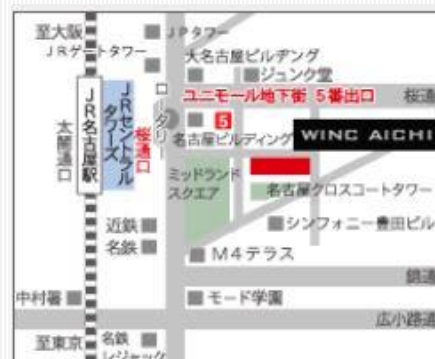 至大阪
JPタワー
JRゲートタワー
大名古屋ビルヂング
ジュンク堂
ユニモール地下街 5番出口
桜通
ロータリー
JRセントラルタワーズ
JR名古屋駅
太閤通口
桜通口
5
名古屋ビルディング
WINC AICHI
ミッドランド
スクエア
名古屋クロスコートタワー
近鉄
シンフォニー豊田ビル
名鉄
M4テラス
錦通
中村署
モード学園
広小路通
至東京
名鉄
レジャック